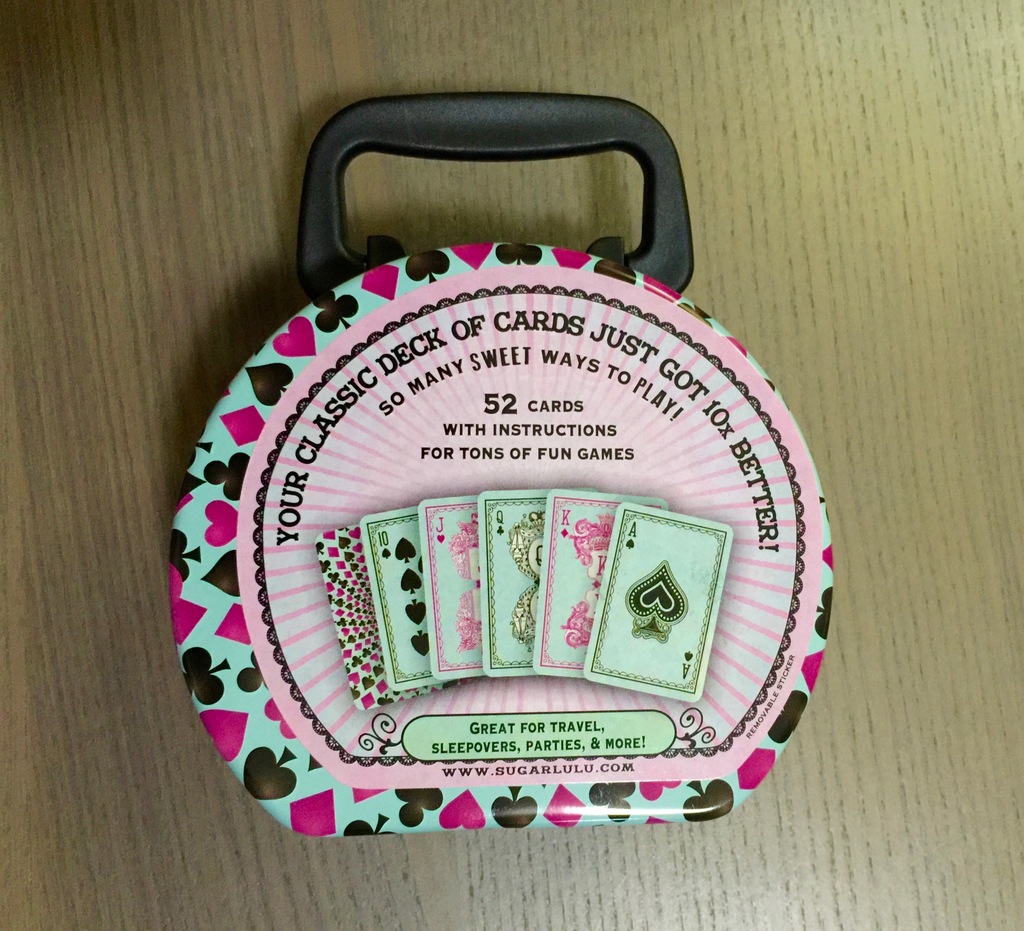 YOUR CLASSIC DECK OF CARDS JUST GOT 10x BETTER!
SO MANY SWEET WAYS TO PLAY!
52 CARDS
WITH INSTRUCTIONS
FOR TONS OF FUN GAMES
10
J
Q
K
K
A
A
GREAT FOR TRAVEL,
SLEEPOVERS, PARTIES, & MORE!
WWW.SUGARLULU.COM
REMOVABLE STICKER